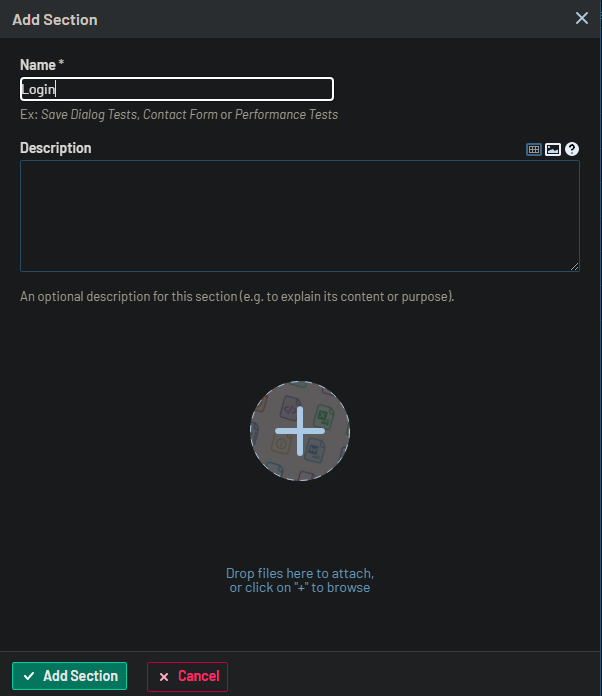 Add Section
Name *
Login
Ex: Save Dialog Tests, Contact Form or Performance Tests
Description
?
An optional description for this section (e.g. to explain its content or purpose).
Drop files here to attach,
or click on "+" to browse
Add Section
Cancel